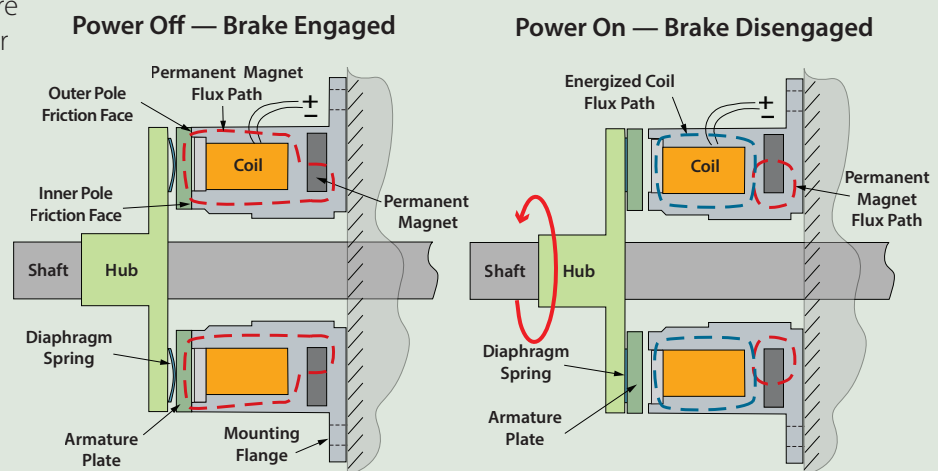 re
r
Power Off — Brake Engaged
Permanent Magnet
Flux Path
Outer Pole
Friction Face
+
−
Coil
Inner Pole
Friction Face
Permanent
Magnet
Shaft
Hub
Diaphragm
Spring
Armature
Plate
Mounting
Flange
Power On — Brake Disengaged
Energized Coil
Flux Path
+
−
Coil
Permanent
Magnet
Flux Path
Shaft
Hub
Diaphragm
Spring
Armature
Plate